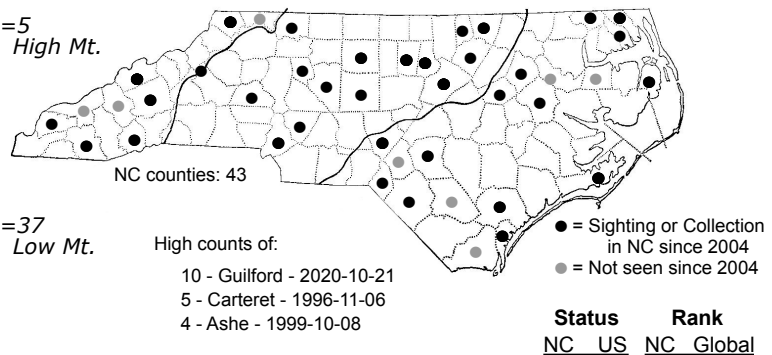 =5
High Mt.
NC counties: 43
=37
Low Mt.
High counts of:
10 - Guilford - 2020-10-21
5 - Carteret - 1996-11-06
4 - Ashe - 1999-10-08
● = Sighting or Collection
in NC since 2004
● = Not seen since 2004
Status Rank
NC US NC Global